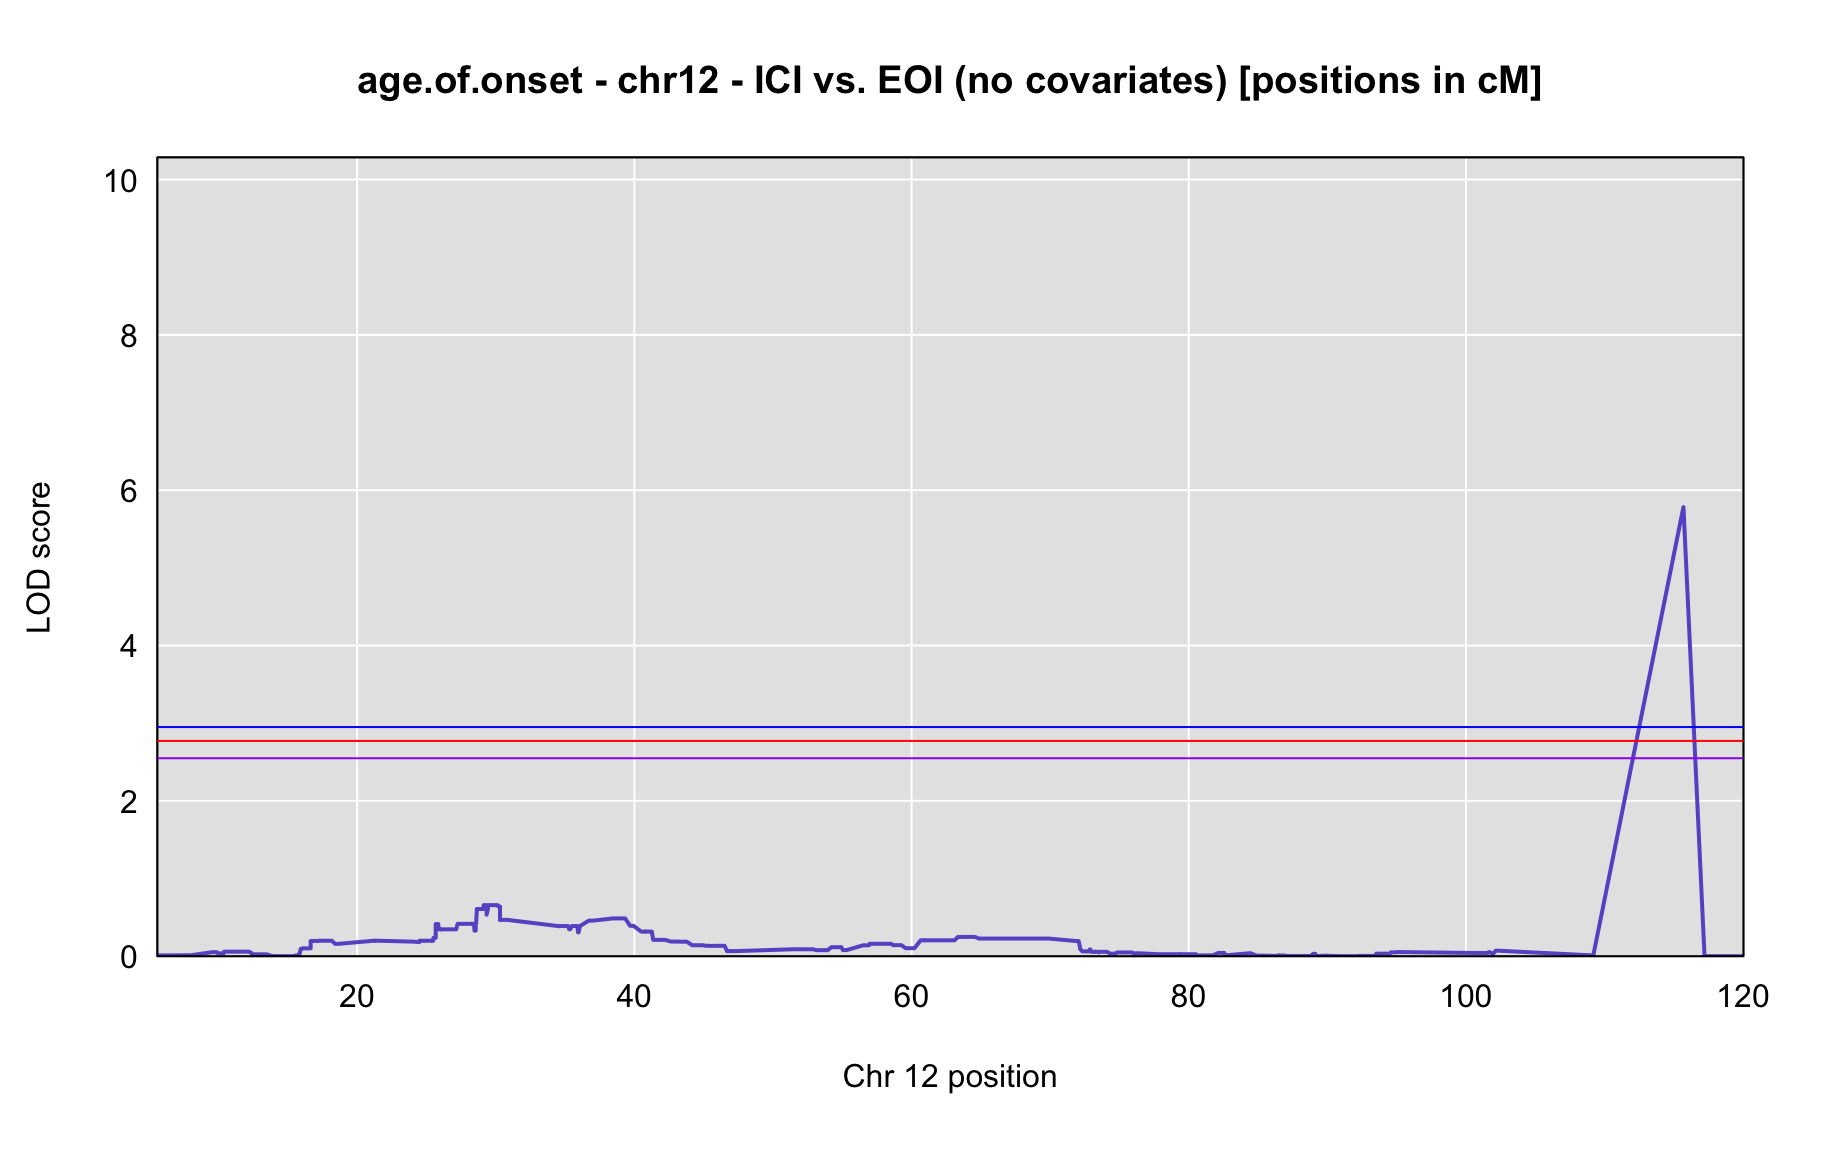 age.of.onset - chr12 - ICI vs. EOI (no covariates) [positions in cM]
10
8
6
4
2
0
LOD score
20 40 60 80 100 120
Chr 12 position